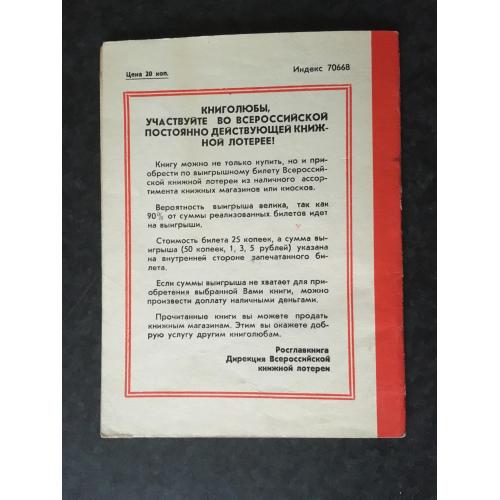 Цена 20 коп.
Индекс 70668
КНИГОЛЮБЫ,
УЧАСТВУЙТЕ ВО ВСЕРОССИЙСКОЙ
ПОСТОЯННО ДЕЙСТВУЮЩЕЙ КНИЖ-
НОЙ ЛОТЕРЕЕ!
Книгу можно не только купить, но и при-
обрести по выигрышному билету Всероссий-
ской книжной лотереи из наличного ассор-
тимента книжных магазинов или киосков.
Вероятность выигрыша велика, так как
90% от суммы реализованных билетов идет
на выигрыши.
Стоимость билета 25 копеек, а сумма вы-
игрыша (50 копеек, 1, 3, 5 рублей) указана
на внутренней стороне запечатанного би-
лета.
Если суммы выигрыша не хватает для при-
обретения выбранной Вами книги, можно
произвести доплату наличными деньгами.
Прочитанные книги вы можете продать
книжным магазинам. Этим вы окажете доб-
рую услугу другим книголюбам.
Росглавкнига
Дирекция Всероссийской
книжной лотереи